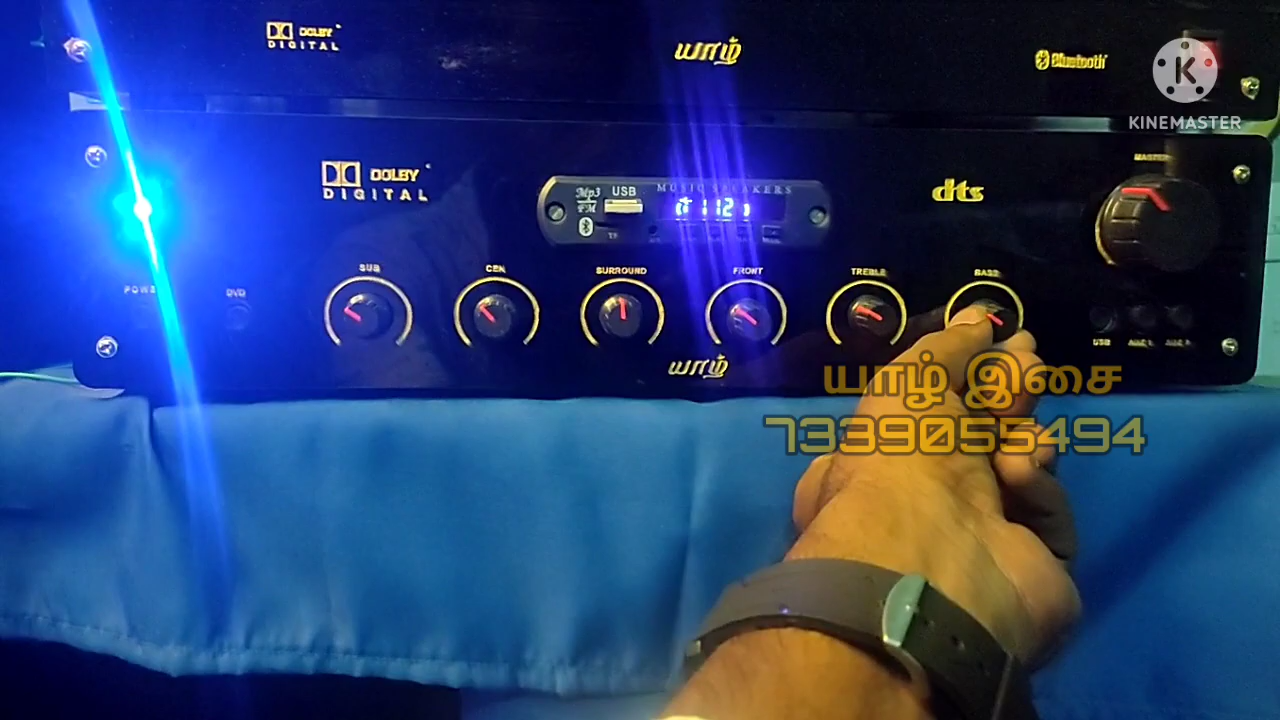 DOLBY
DIGITAL
யாழ்
Bluetooth
KINEMASTER
MASTER
DOLBY
DIGITAL
Mp3
FM
USB
MUSIC SPEAKERS
dts
SUB
CEN
SURROUND
FRONT
TREBLE
BASS
POWER
DVD
USB
யாழ்
யாழ் இசை
7339055494